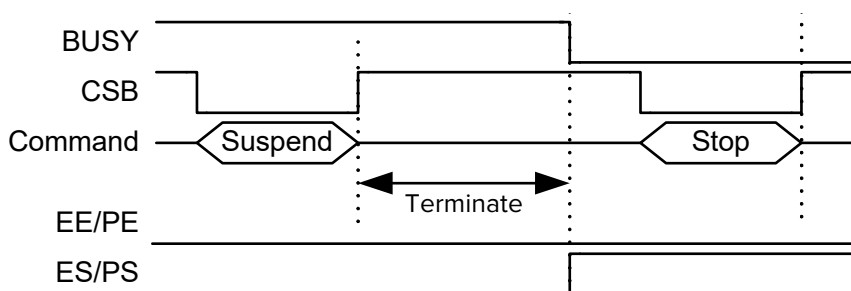 BUSY
CSB
Command
Suspend
Stop
Terminate
EE/PE
ES/PS